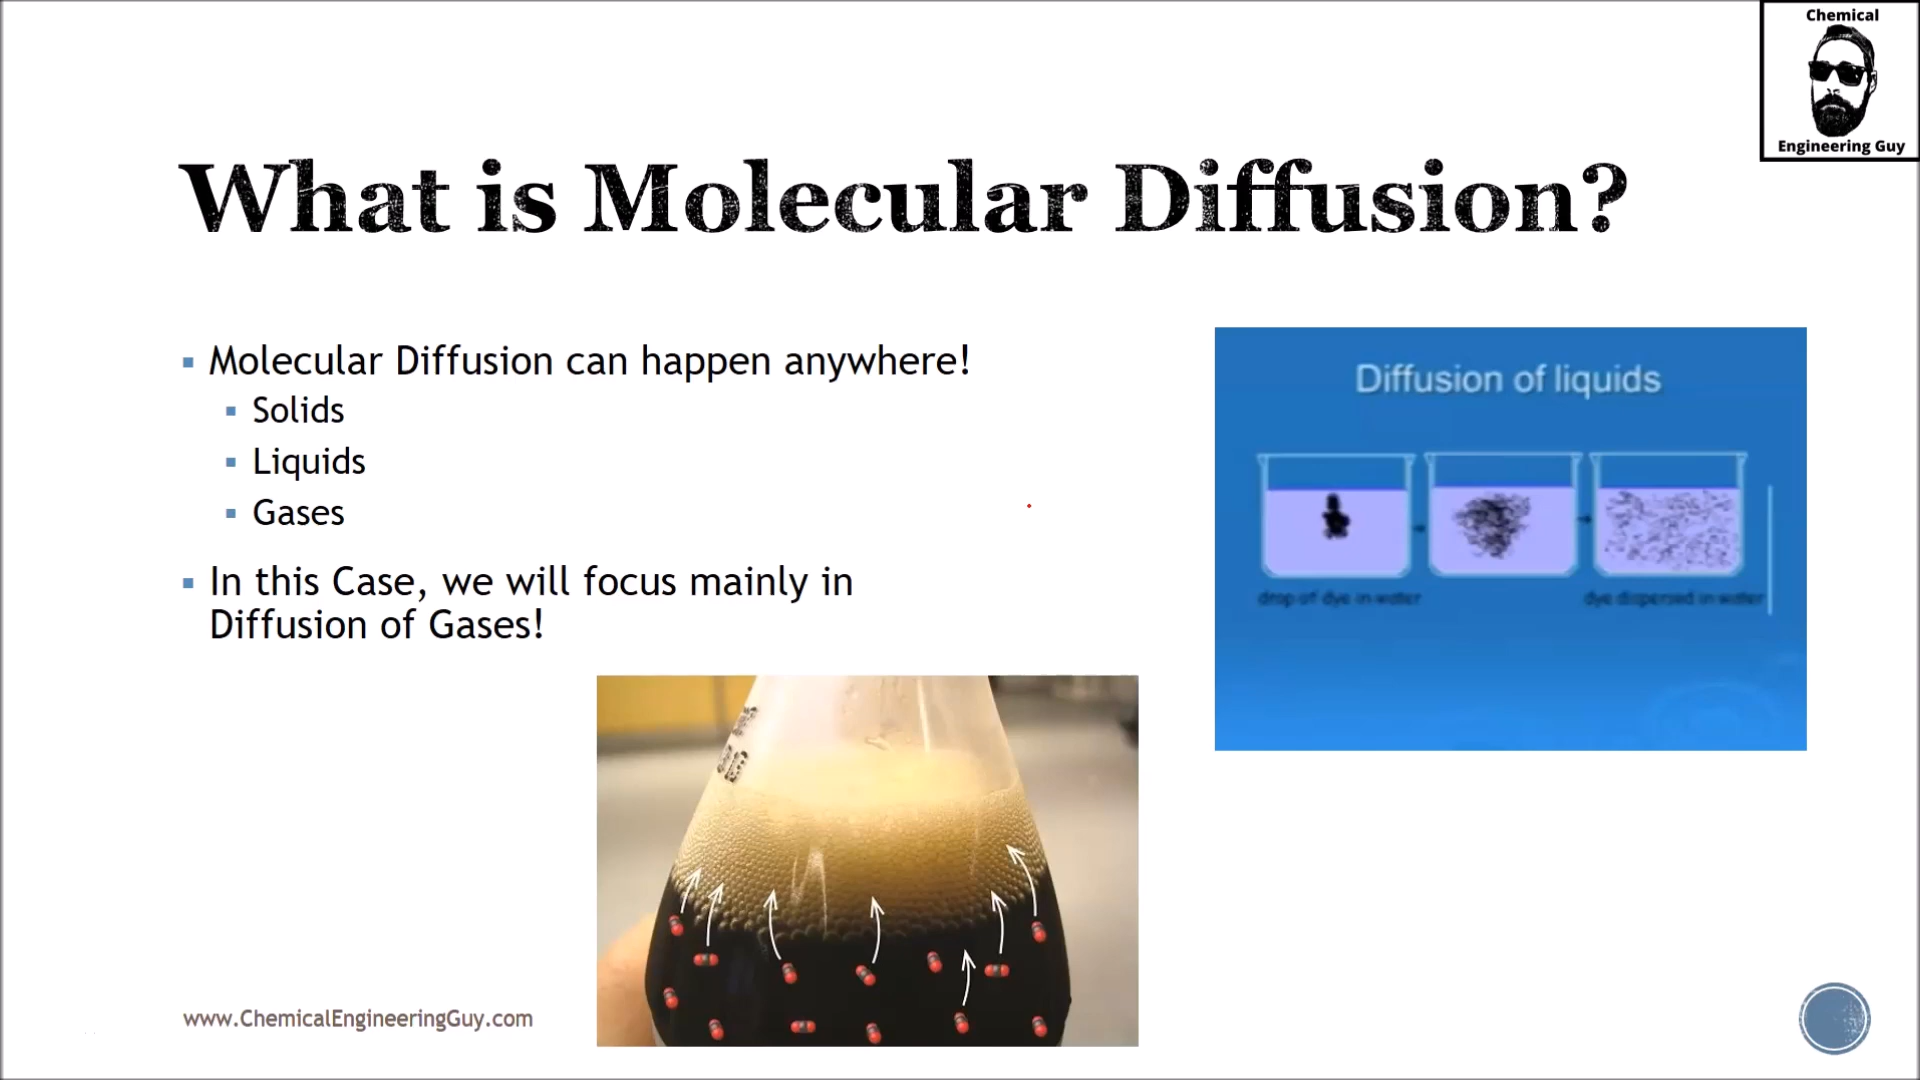 Chemical
Engineering Guy
What is Molecular Diffusion?
Molecular Diffusion can happen anywhere!
Solids
Liquids
Gases
In this Case, we will focus mainly in
Diffusion of Gases!
Diffusion of liquids
drop of dye in water
dye dispersed in water
www.ChemicalEngineeringGuy.com